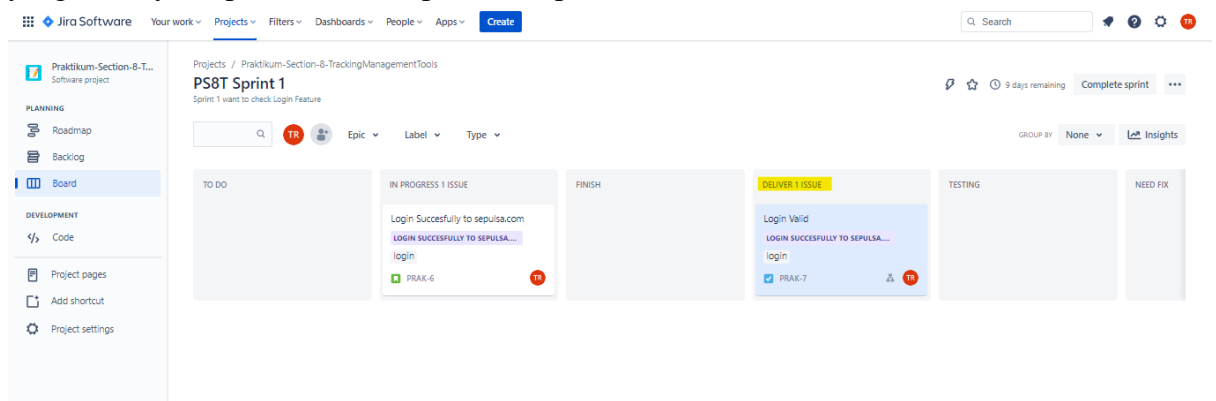 Jira Software Your work Projects Filters Dashboards People Apps Create Search TR
Praktikum-Section-8-T...
Software project
PLANNING
Roadmap
Backlog
Board
DEVELOPMENT
Code
Project pages
Add shortcut
Project settings
Projects / Praktikum-Section-8-TrackingManagementTools
PS8T Sprint 1
Sprint 1 want to check Login Feature
9 days remaining Complete sprint
TR Epic Label Type
GROUP BY None Insights
TO DO
IN PROGRESS 1 ISSUE
Login Succesfully to sepulsa.com
LOGIN SUCCESFULLY TO SEPULSA....
login
PRAK-6 TR
FINISH
DELIVER 1 ISSUE
Login Valid
LOGIN SUCCESFULLY TO SEPULSA....
login
PRAK-7 TR
TESTING
NEED FIX